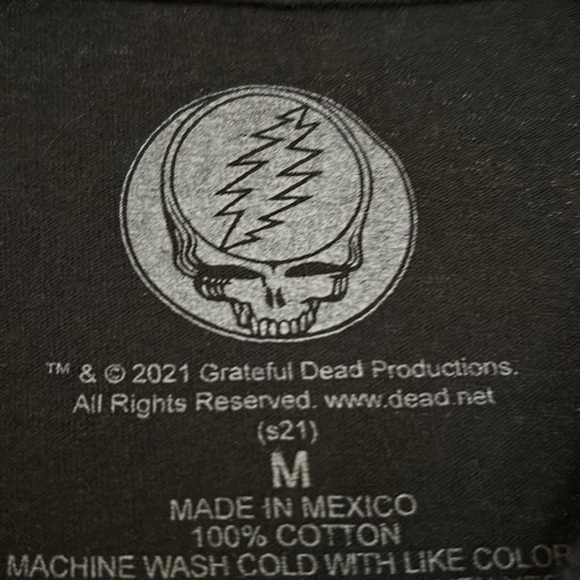 ™ & © 2021 Grateful Dead Productions.
All Rights Reserved. www.dead.net
(s21)
M
MADE IN MEXICO
100% COTTON
MACHINE WASH COLD WITH LIKE COLOR